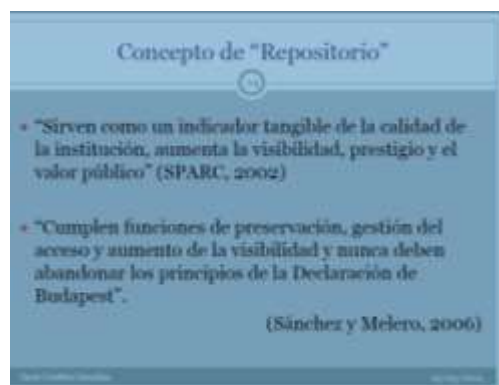 Concepto de “Repositorio”
“Sirven como un indicador tangible de la calidad de
la institución, aumenta la visibilidad, prestigio y el
valor público” (SPARC, 2002)
“Cumplen funciones de preservación, gestión del
acceso y aumento de la visibilidad y nunca deben
abandonar los principios de la Declaración de
Budapest”.
(Sánchez y Melero, 2006)